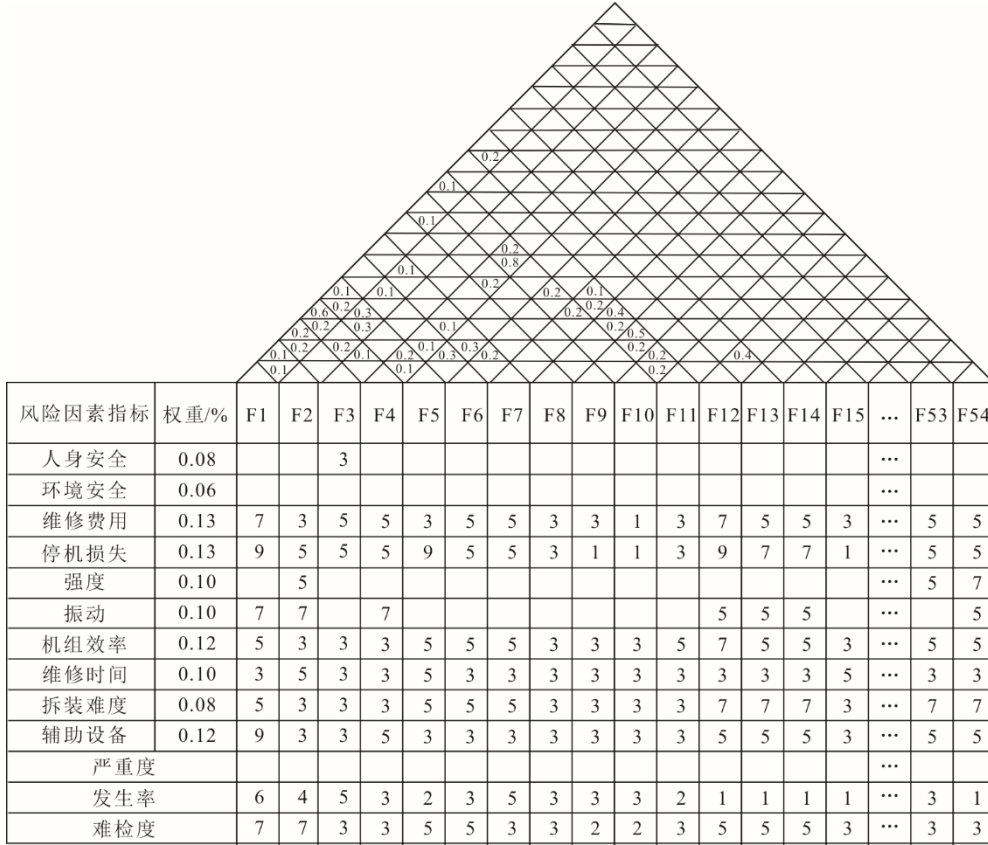 0.2
0.1
0.1
0.2
0.8
0.1
0.2
0.1 0.1 0.2 0.1
0.6 0.2 0.3 0.2 0.2 0.4
0.2 0.2 0.3 0.1 0.2 0.5
0.1 0.2 0.2 0.1 0.2 0.1 0.3 0.3 0.2 0.2 0.2 0.4
0.1 0.1 0.2
风险因素指标 权重/% F1 F2 F3 F4 F5 F6 F7 F8 F9 F10 F11 F12 F13 F14 F15 … F53 F54
人身安全 0.08 3 …
环境安全 0.06 …
维修费用 0.13 7 3 5 5 3 5 5 3 3 1 3 7 5 5 3 … 5 5
停机损失 0.13 9 5 5 5 9 5 5 3 1 1 3 9 7 7 1 … 5 5
强度 0.10 5 … 5 7
振动 0.10 7 7 7 5 5 5 … 5
机组效率 0.12 5 3 3 3 5 5 5 3 3 3 5 7 5 5 3 … 5 5
维修时间 0.10 3 5 3 3 5 3 3 3 3 3 3 3 3 3 5 … 3 3
拆装难度 0.08 5 3 3 3 5 5 5 3 3 3 3 7 7 7 3 … 7 7
辅助设备 0.12 9 3 3 5 3 3 3 3 3 3 3 5 5 5 3 … 5 5
严重度 …
发生率 6 4 5 3 2 3 5 3 3 3 2 1 1 1 1 … 3 1
难检度 7 7 3 3 5 5 3 3 2 2 3 5 5 5 3 … 3 3